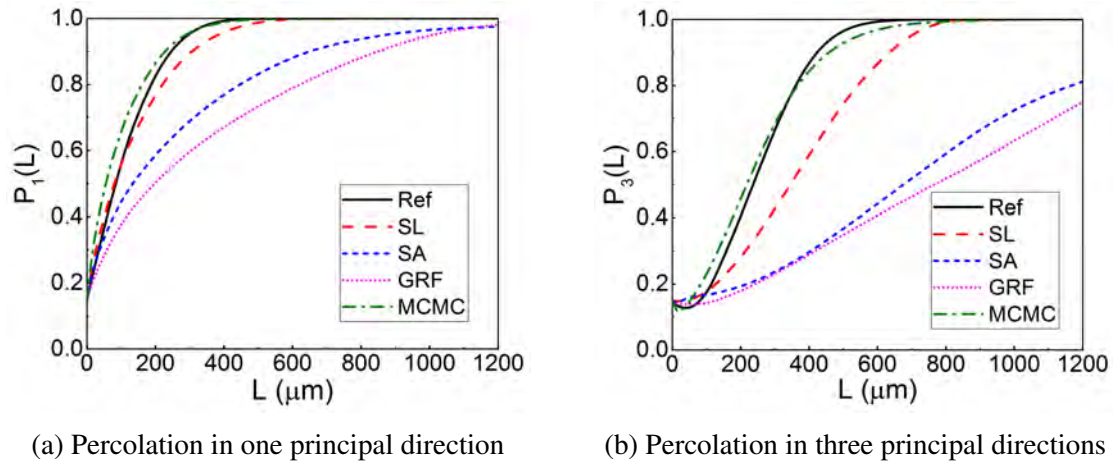 1.0
0.8
0.6
0.4
0.2
0.0
P1(L)
0 200 400 600 800 1000 1200
L (μm)
Ref
SL
SA
GRF
MCMC
(a) Percolation in one principal direction
1.0
0.8
0.6
0.4
0.2
0.0
P3(L)
0 200 400 600 800 1000 1200
L (μm)
Ref
SL
SA
GRF
MCMC
(b) Percolation in three principal directions